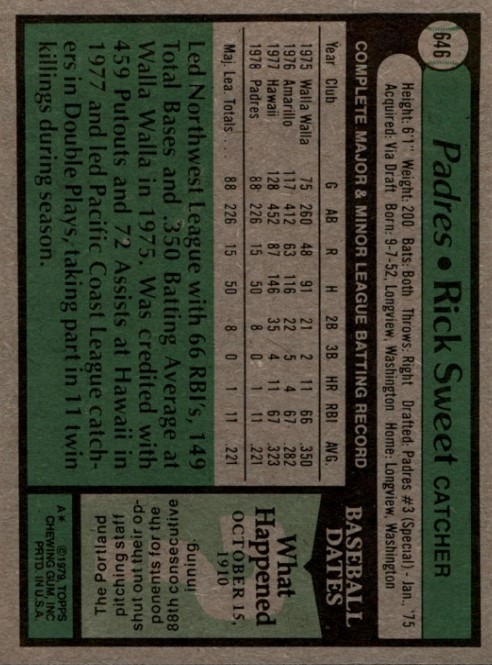 646
Padres • Rick Sweet CATCHER
Height: 6'1" Weight: 200 Bats: Both Throws: Right Drafted: Padres #3 (Special) - Jan., '75
Acquired: Via Draft Born: 9-7-52, Longview, Washington Home: Longview, Washington
COMPLETE MAJOR & MINOR LEAGUE BATTING RECORD
Year Club G AB R H 2B 3B HR RBI AVG.
1975 Walla Walla 75 260 48 91 21 2 11 66 .350
1976 Amarillo 117 412 63 116 22 5 4 67 .282
1977 Hawaii 128 452 87 146 35 4 11 67 .323
1978 Padres 88 226 15 50 8 0 1 11 .221
Maj. Lea. Totals . . . 88 226 15 50 8 0 1 11 .221
Led Northwest League with 66 RBI's, 149
Total Bases and .350 Batting Average at
Walla Walla in 1975. Was credited with
459 Putouts and 72 Assists at Hawaii in
1977 and led Pacific Coast League catch-
ers in Double Plays, taking part in 11 twin
killings during season.
BASEBALL
DATES
What
Happened
OCTOBER 15,
1910
The Portland
pitching staff
shut out their op-
ponents for the
88th consecutive
inning.
A* ©1979, TOPPS
CHEWING GUM, INC
PRTD. IN U.S.A.